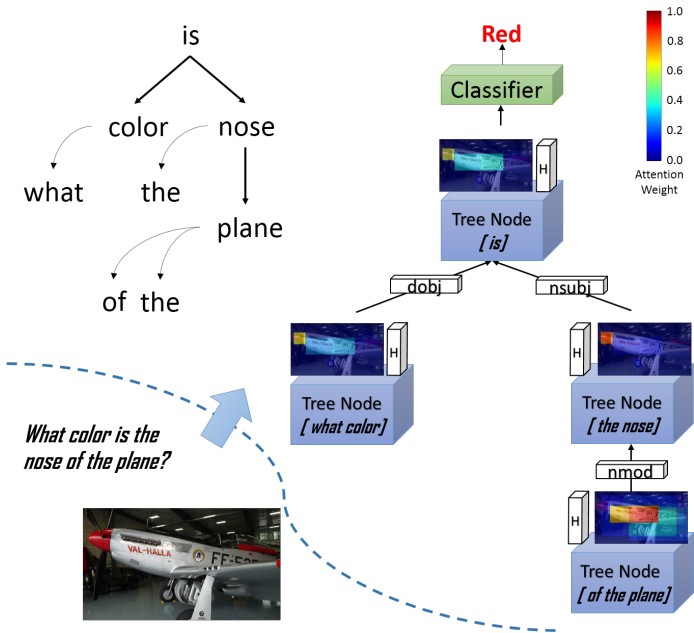 is
color
nose
what
the
plane
of the
Red
Classifier
H
Tree Node
[ is]
1.0
0.8
0.6
0.4
0.2
0.0
Attention
Weight
dobj
nsubj
H
Tree Node
[ what color]
H
Tree Node
[ the nose]
nmod
H
Tree Node
[ of the plane]
What color is the
nose of the plane?
VAL-HALLA